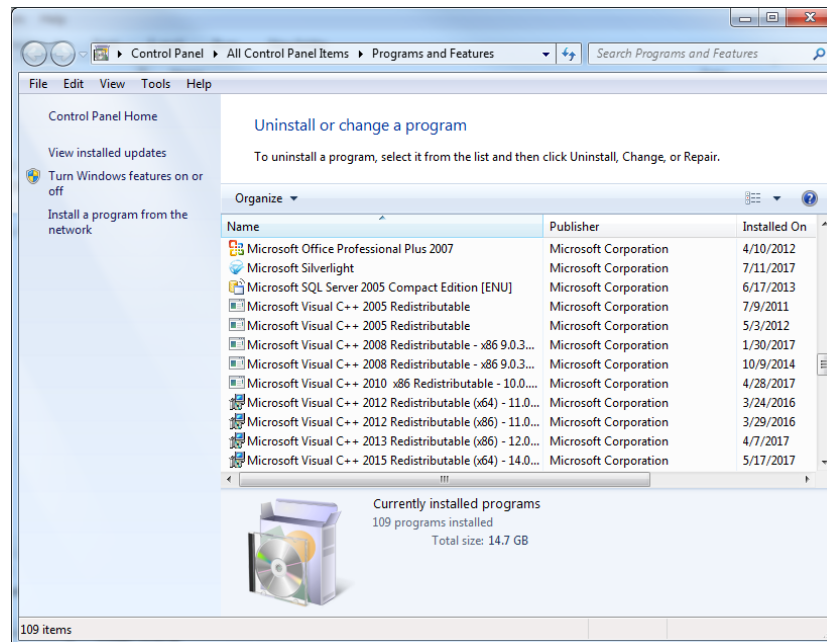 Control Panel All Control Panel Items Programs and Features Search Programs and Features
File Edit View Tools Help
Control Panel Home
View installed updates
Turn Windows features on or
off
Install a program from the
network
Uninstall or change a program
To uninstall a program, select it from the list and then click Uninstall, Change, or Repair.
Organize
Name Publisher Installed On
Microsoft Office Professional Plus 2007 Microsoft Corporation 4/10/2012
Microsoft Silverlight Microsoft Corporation 7/11/2017
Microsoft SQL Server 2005 Compact Edition [ENU] Microsoft Corporation 6/17/2013
Microsoft Visual C++ 2005 Redistributable Microsoft Corporation 7/9/2011
Microsoft Visual C++ 2005 Redistributable Microsoft Corporation 5/3/2012
Microsoft Visual C++ 2008 Redistributable - x86 9.0.3... Microsoft Corporation 1/30/2017
Microsoft Visual C++ 2008 Redistributable - x86 9.0.3... Microsoft Corporation 10/9/2014
Microsoft Visual C++ 2010 x86 Redistributable - 10.0.... Microsoft Corporation 4/28/2017
Microsoft Visual C++ 2012 Redistributable (x64) - 11.0... Microsoft Corporation 3/24/2016
Microsoft Visual C++ 2012 Redistributable (x86) - 11.0... Microsoft Corporation 3/29/2016
Microsoft Visual C++ 2013 Redistributable (x86) - 12.0... Microsoft Corporation 4/7/2017
Microsoft Visual C++ 2015 Redistributable (x64) - 14.0... Microsoft Corporation 5/17/2017
Currently installed programs
109 programs installed
Total size: 14.7 GB
109 items